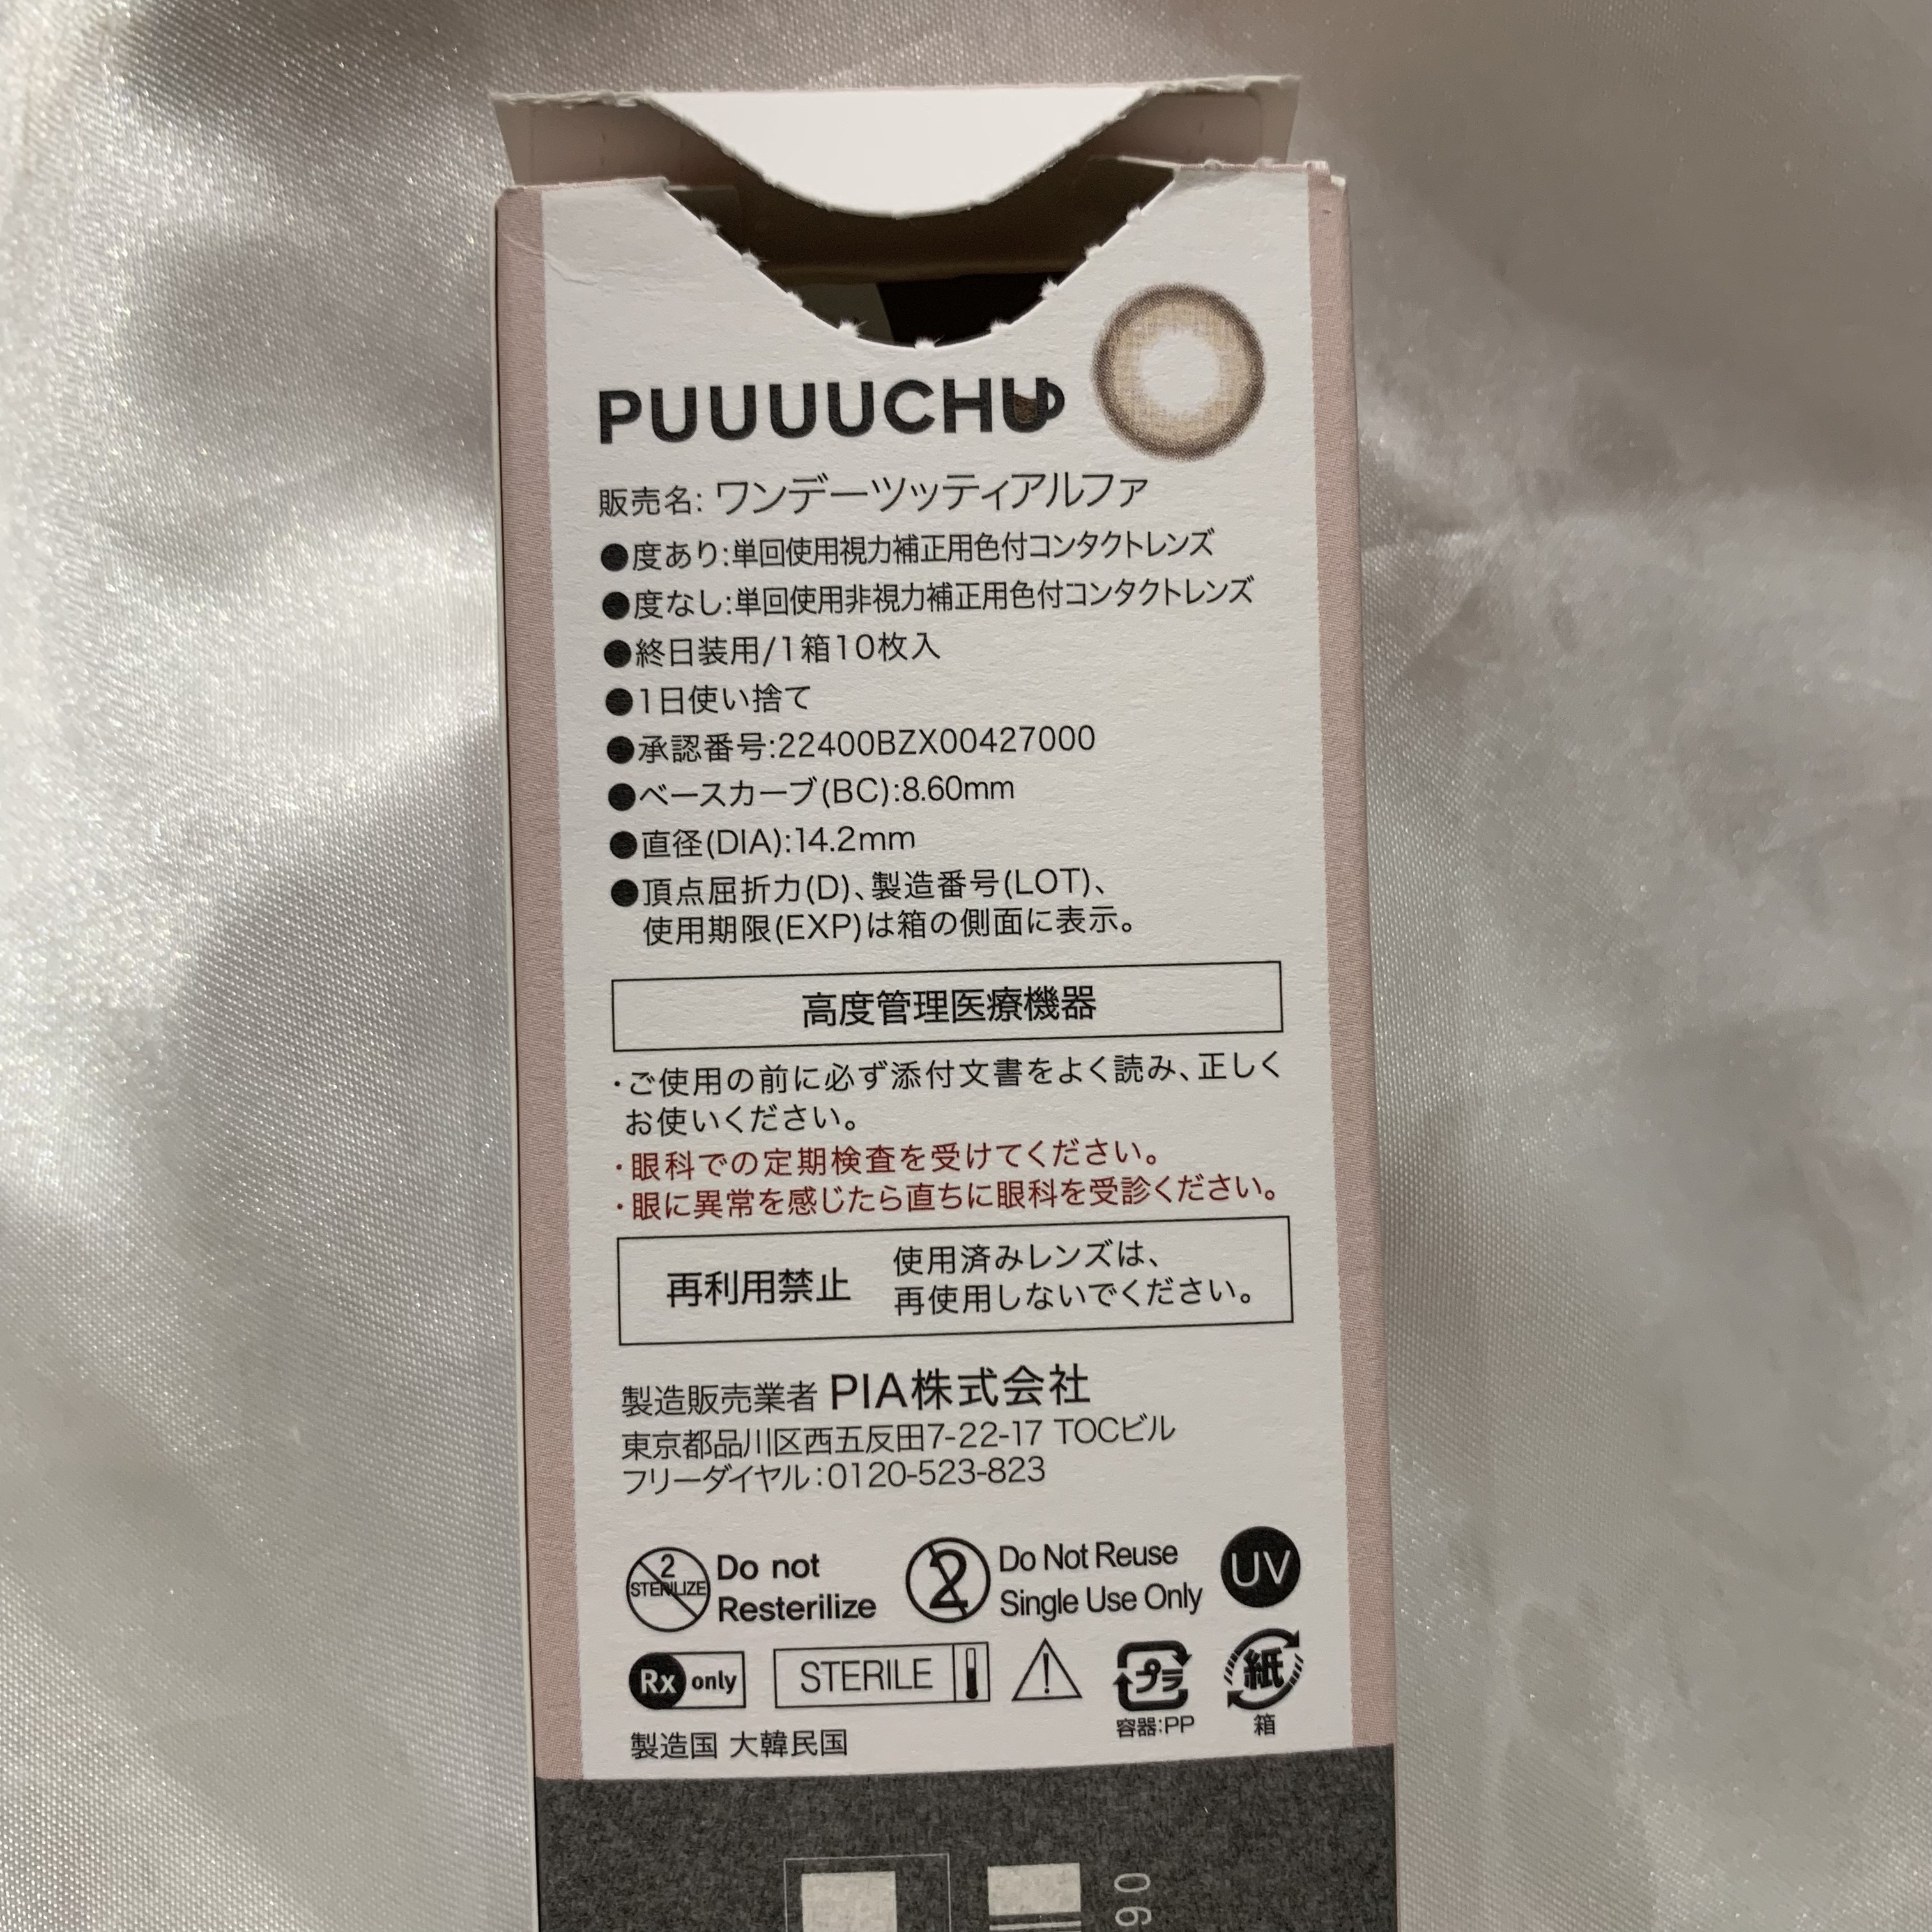 PUUUUCHU
販売名: ワンデーツッティアルファ
●度あり:単回使用視力補正用色付コンタクトレンズ
●度なし:単回使用非視力補正用色付コンタクトレンズ
●終日装用/1箱10枚入
●1日使い捨て
●承認番号:22400BZX00427000
●ベースカーブ(BC):8.60mm
●直径(DIA):14.2mm
●頂点屈折力(D)、製造番号(LOT)、
使用期限(EXP)は箱の側面に表示。
高度管理医療機器
・ご使用の前に必ず添付文書をよく読み、正しく
お使いください。
・眼科での定期検査を受けてください。
・眼に異常を感じたら直ちに眼科を受診ください。
再利用禁止
使用済みレンズは、
再使用しないでください。
製造販売業者 PIA株式会社
東京都品川区西五反田7-22-17 TOCビル
フリーダイヤル:0120-523-823
2 STERILIZE
Do not
Resterilize
2
Do Not Reuse
Single Use Only
UV
Rx only
STERILE
プラ
容器:PP
紙
箱
製造国 大韓民国
06